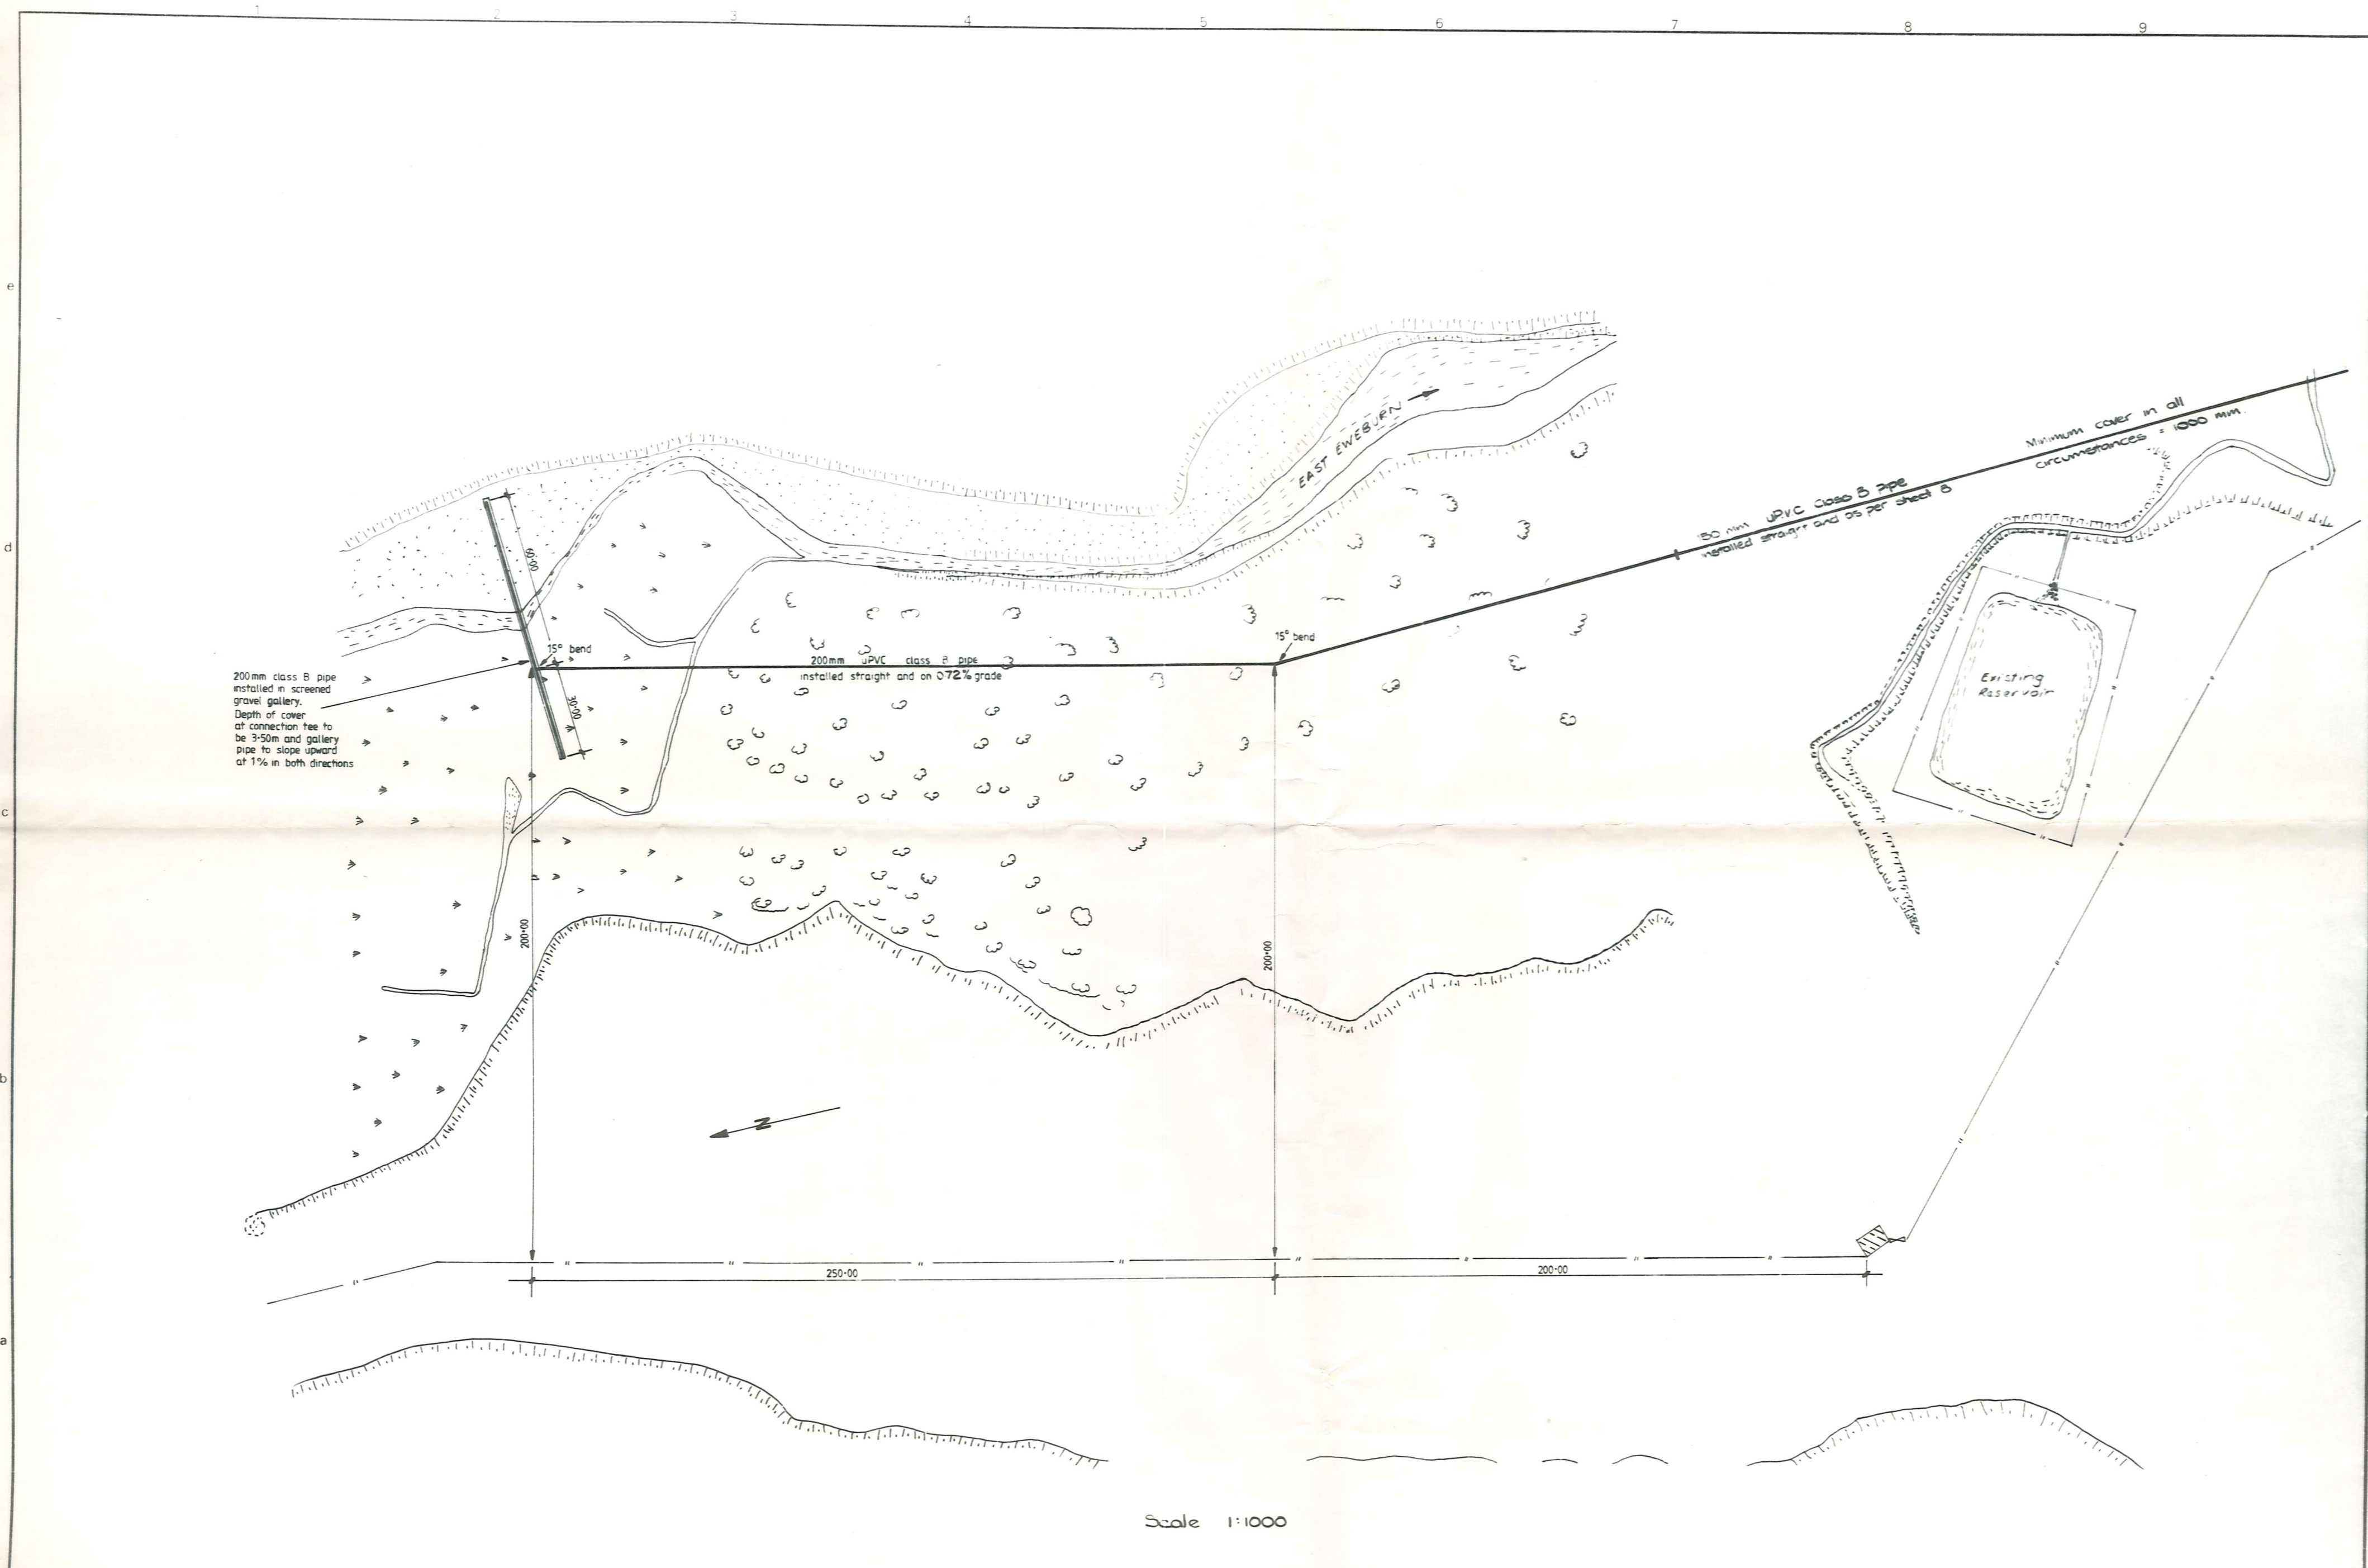 1 2 3 4 5 6 7 8 9
e
d
c
b
a
EAST EWEBURN
Minimum cover in all
circumstances = 1000 mm.
150 mm uPVC Class B Pipe
installed straight and as per sheet 8
60·00
15° bend
200mm uPVC class B pipe
installed straight and on 0·72% grade
15° bend
30·00
200mm class B pipe
installed in screened
gravel gallery.
Depth of cover
at connection tee to
be 3·50m and gallery
pipe to slope upward
at 1% in both directions
Existing
Reservoir
200·00
200·00
N
250·00
200·00
Scale 1:1000